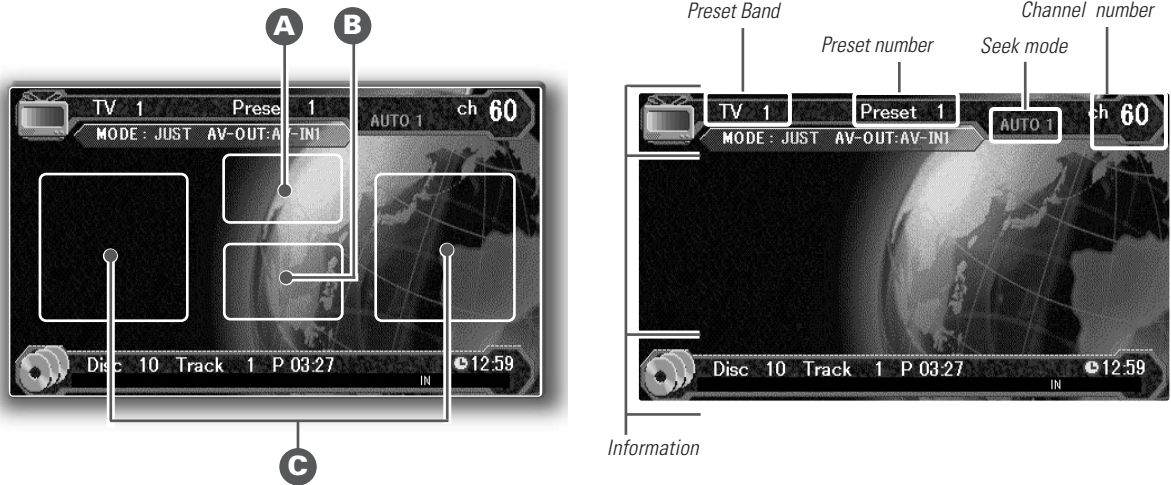 A B
TV 1 Preset 1 AUTO 1 ch 60
MODE : JUST AV-OUT:AV-IN1
Disc 10 Track 1 P 03:27 12:59
IN
C
Preset Band
Preset number
Seek mode
Channel number
TV 1 Preset 1 AUTO 1 ch 60
MODE : JUST AV-OUT:AV-IN1
Disc 10 Track 1 P 03:27 12:59
IN
Information